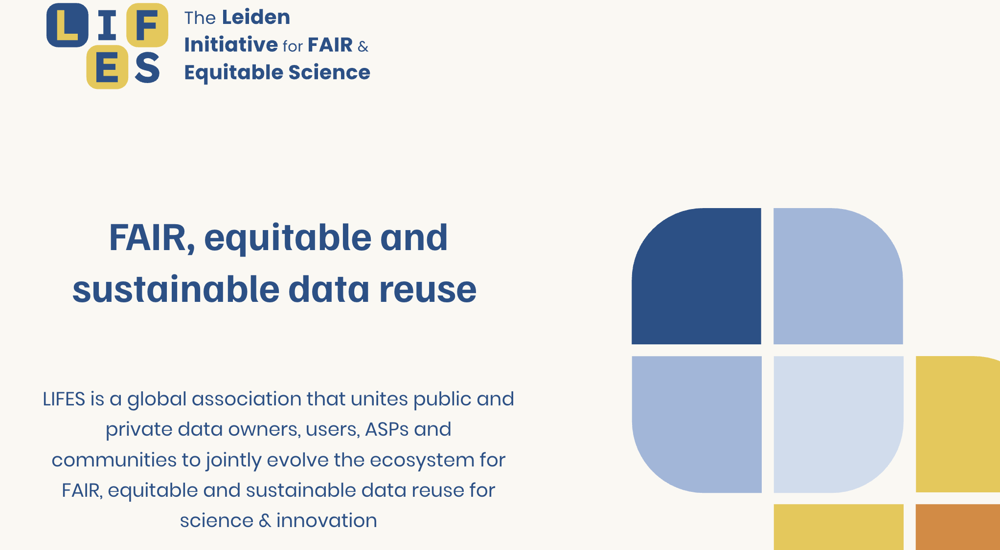 LIF
ES
The Leiden
Initiative for FAIR &
Equitable Science
FAIR, equitable and
sustainable data reuse
LIFES is a global association that unites public and
private data owners, users, ASPs and
communities to jointly evolve the ecosystem for
FAIR, equitable and sustainable data reuse for
science & innovation